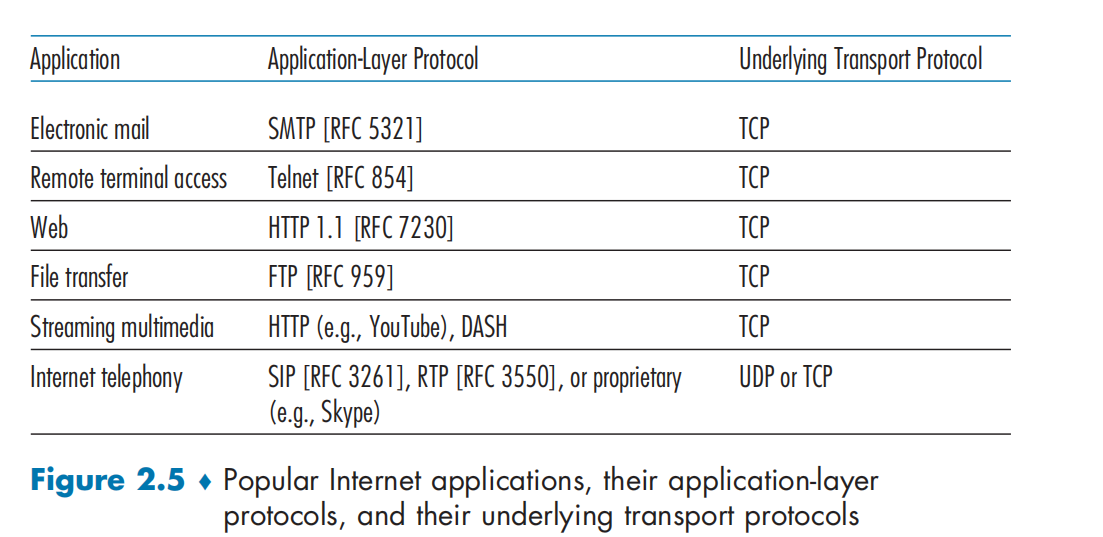 Application Application-Layer Protocol Underlying Transport Protocol
Electronic mail SMTP [RFC 5321] TCP
Remote terminal access Telnet [RFC 854] TCP
Web HTTP 1.1 [RFC 7230] TCP
File transfer FTP [RFC 959] TCP
Streaming multimedia HTTP (e.g., YouTube), DASH TCP
Internet telephony SIP [RFC 3261], RTP [RFC 3550], or proprietary UDP or TCP
(e.g., Skype)
Figure 2.5 ♦ Popular Internet applications, their application-layer
protocols, and their underlying transport protocols